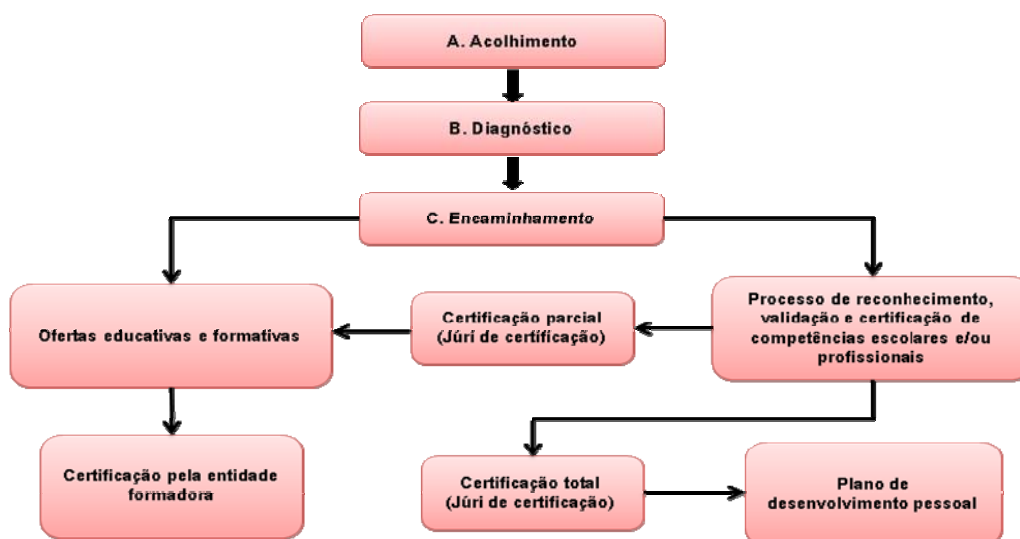 A. Acolhimento
B. Diagnóstico
C. Encaminhamento
Ofertas educativas e formativas
Certificação parcial
(Júri de certificação)
Processo de reconhecimento,
validação e certificação de
competências escolares e/ou
profissionais
Certificação pela entidade
formadora
Certificação total
(Júri de certificação)
Plano de
desenvolvimento pessoal